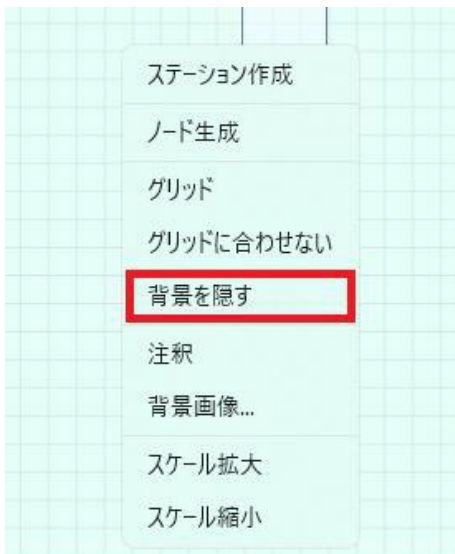 ステーション作成
ノード生成
グリッド
グリッドに合わせない
背景を隠す
注釈
背景画像...
スケール拡大
スケール縮小